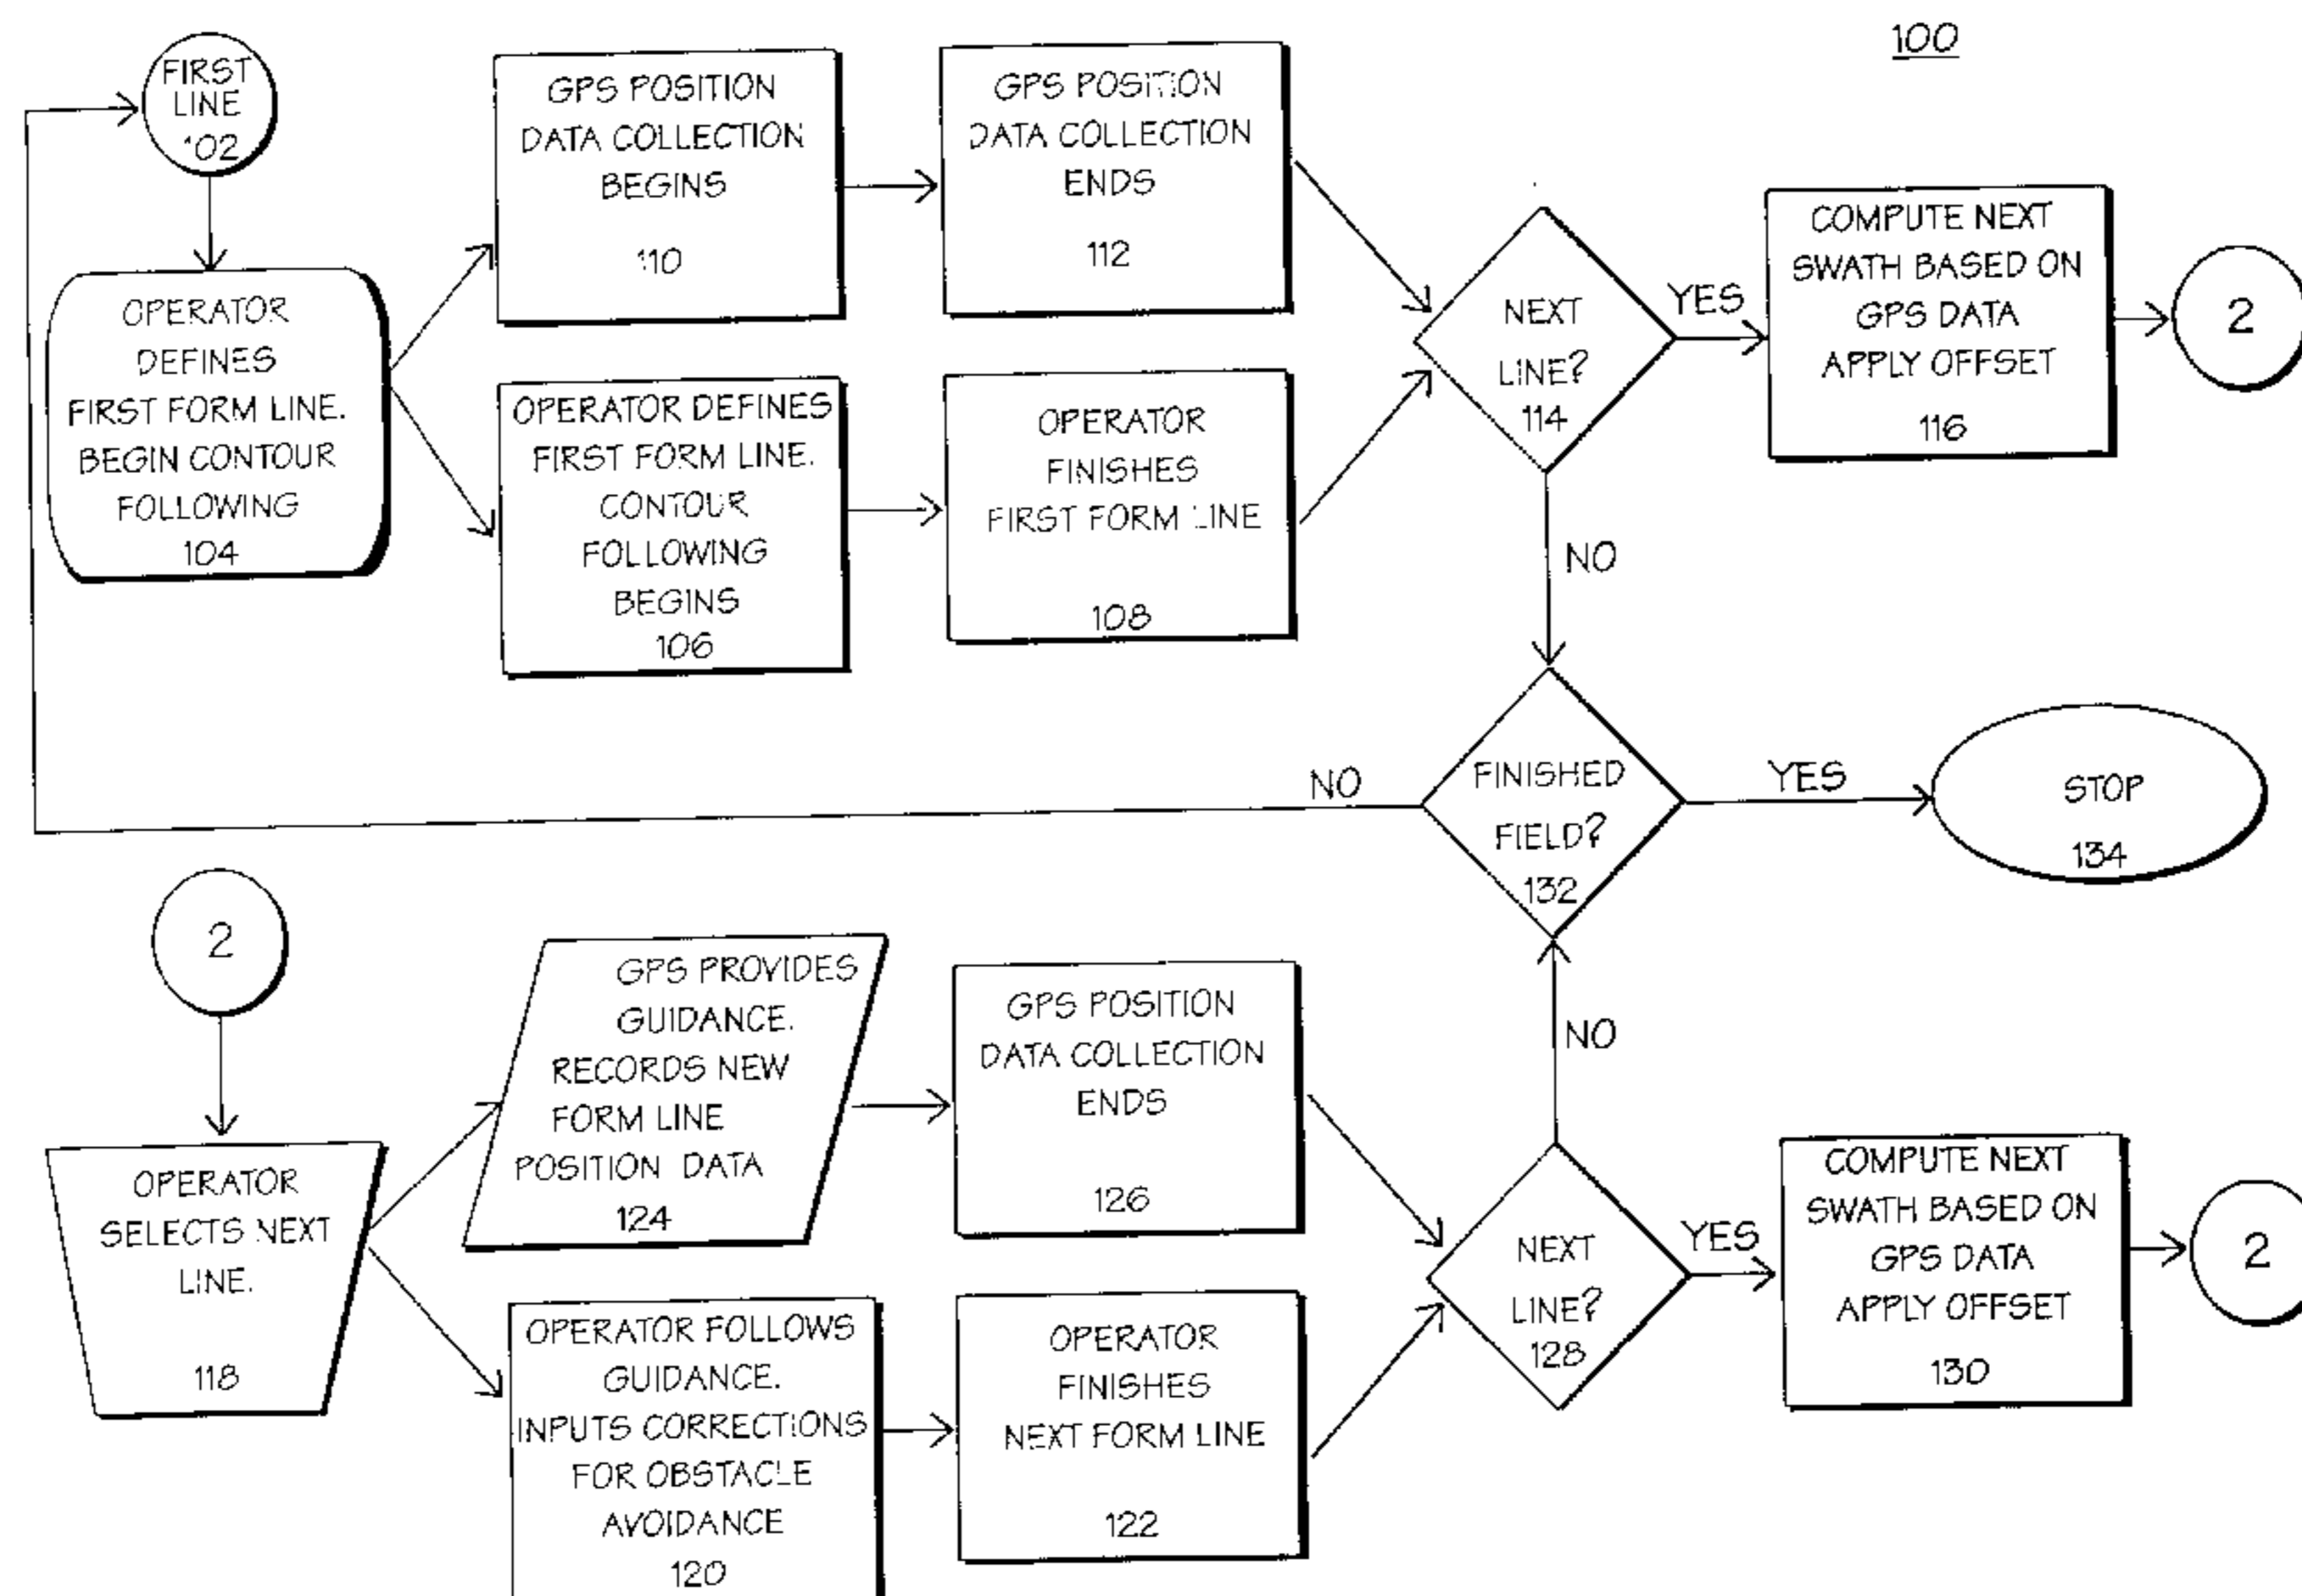 100
FIRST
LINE
102
OPERATOR
DEFINES
FIRST FORM LINE.
BEGIN CONTOUR
FOLLOWING
104
GPS POSITION
DATA COLLECTION
BEGINS
110
GPS POSITION
DATA COLLECTION
ENDS
112
OPERATOR DEFINES
FIRST FORM LINE.
CONTOUR
FOLLOWING
BEGINS
106
OPERATOR
FINISHES
FIRST FORM LINE
108
NEXT
LINE?
114
YES
COMPUTE NEXT
SWATH BASED ON
GPS DATA
APPLY OFFSET
116
2
NO
FINISHED
FIELD?
132
NO
YES
STOP
134
2
OPERATOR
SELECTS NEXT
LINE.
118
GPS PROVIDES
GUIDANCE.
RECORDS NEW
FORM LINE
POSITION DATA
124
GPS POSITION
DATA COLLECTION
ENDS
126
OPERATOR FOLLOWS
GUIDANCE.
INPUTS CORRECTIONS
FOR OBSTACLE
AVOIDANCE
120
OPERATOR
FINISHES
NEXT FORM LINE
122
NO
NEXT
LINE?
128
YES
COMPUTE NEXT
SWATH BASED ON
GPS DATA
APPLY OFFSET
130
2